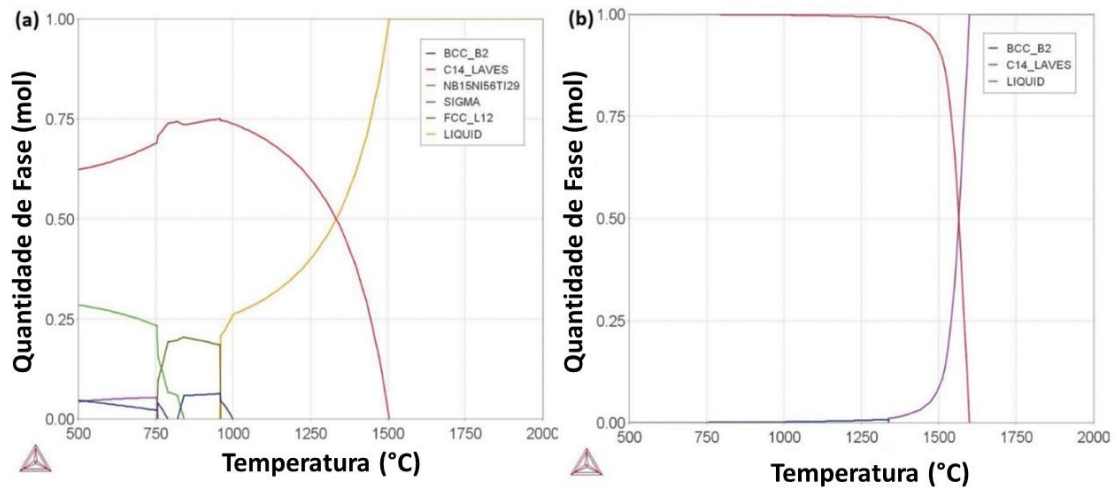 (a)
1.00
0.75
0.50
0.25
0.00
Quantidade de Fase (mol)
BCC_B2
C14_LAVES
NB15NI56TI29
SIGMA
FCC_L12
LIQUID
500 750 1000 1250 1500 1750 2000
Temperatura (°C)
(b)
1.00
0.75
0.50
0.25
0.00
Quantidade de Fase (mol)
BCC_B2
C14_LAVES
LIQUID
500 750 1000 1250 1500 1750 2000
Temperatura (°C)